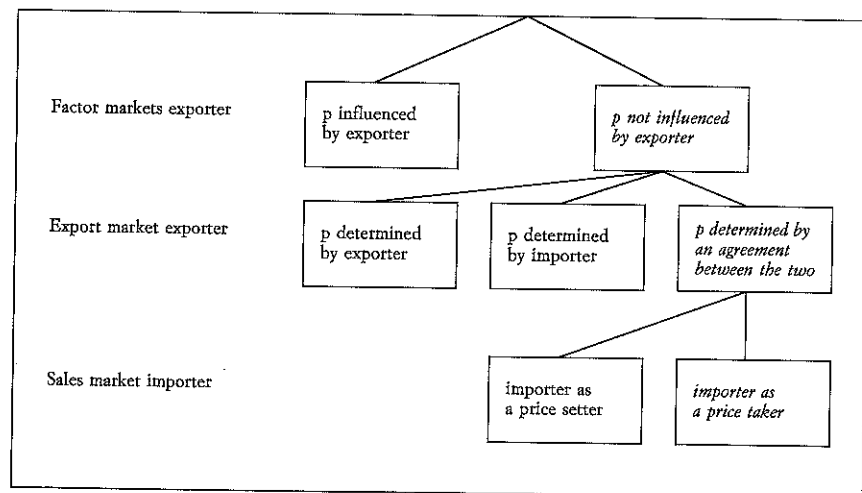 Factor markets exporter
p influenced
by exporter
p not influenced
by exporter
Export market exporter
p determined
by exporter
p determined
by importer
p determined by
an agreement
between the two
Sales market importer
importer as
a price setter
importer as
a price taker